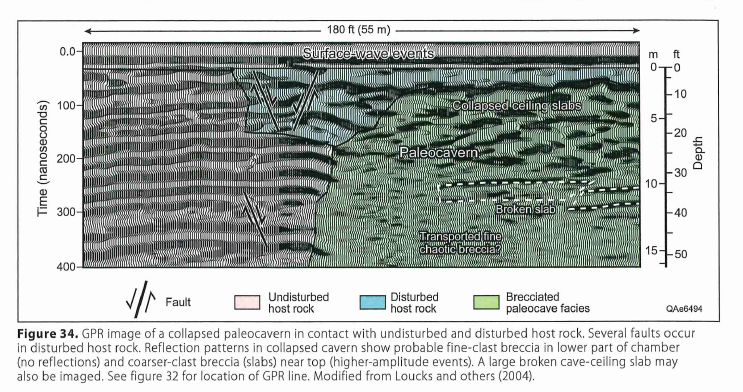 180 ft (55 m)
Surface-wave events
m ft
0.0
100
200
300
400
Time (nanoseconds)
0 0
10
5
20
30
10
40
15
50
Depth
Collapsed ceiling slabs
Paleocavern
Broken slab
Transported fine
chaotic breccia?
Fault
Undisturbed
host rock
Disturbed
host rock
Brecciated
paleocave facies
QAe6494
Figure 34. GPR image of a collapsed paleocavern in contact with undisturbed and disturbed host rock. Several faults occur
in disturbed host rock. Reflection patterns in collapsed cavern show probable fine-clast breccia in lower part of chamber
(no reflections) and coarser-clast breccia (slabs) near top (higher-amplitude events). A large broken cave-ceiling slab may
also be imaged. See figure 32 for location of GPR line. Modified from Loucks and others (2004).